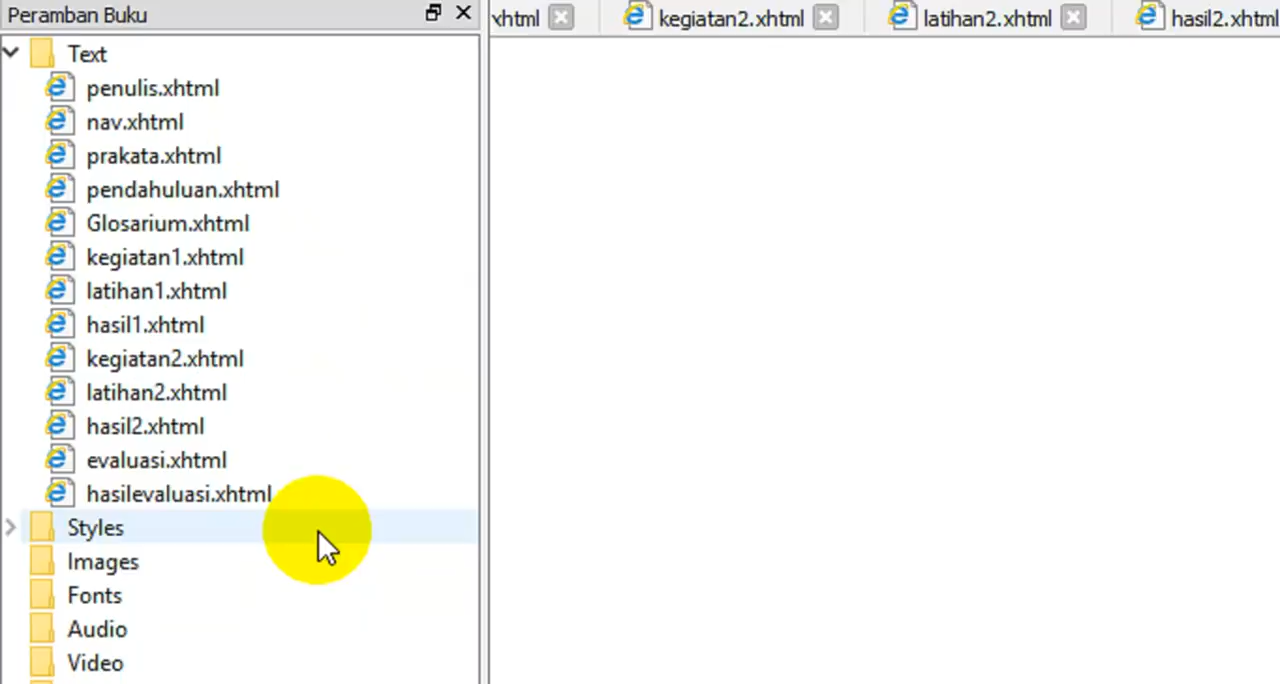 Peramban Buku
xhtml kegiatan2.xhtml latihan2.xhtml hasil2.xhtml
Text
penulis.xhtml
nav.xhtml
prakata.xhtml
pendahuluan.xhtml
Glosarium.xhtml
kegiatan1.xhtml
latihan1.xhtml
hasil1.xhtml
kegiatan2.xhtml
latihan2.xhtml
hasil2.xhtml
evaluasi.xhtml
hasilevaluasi.xhtml
Styles
Images
Fonts
Audio
Video